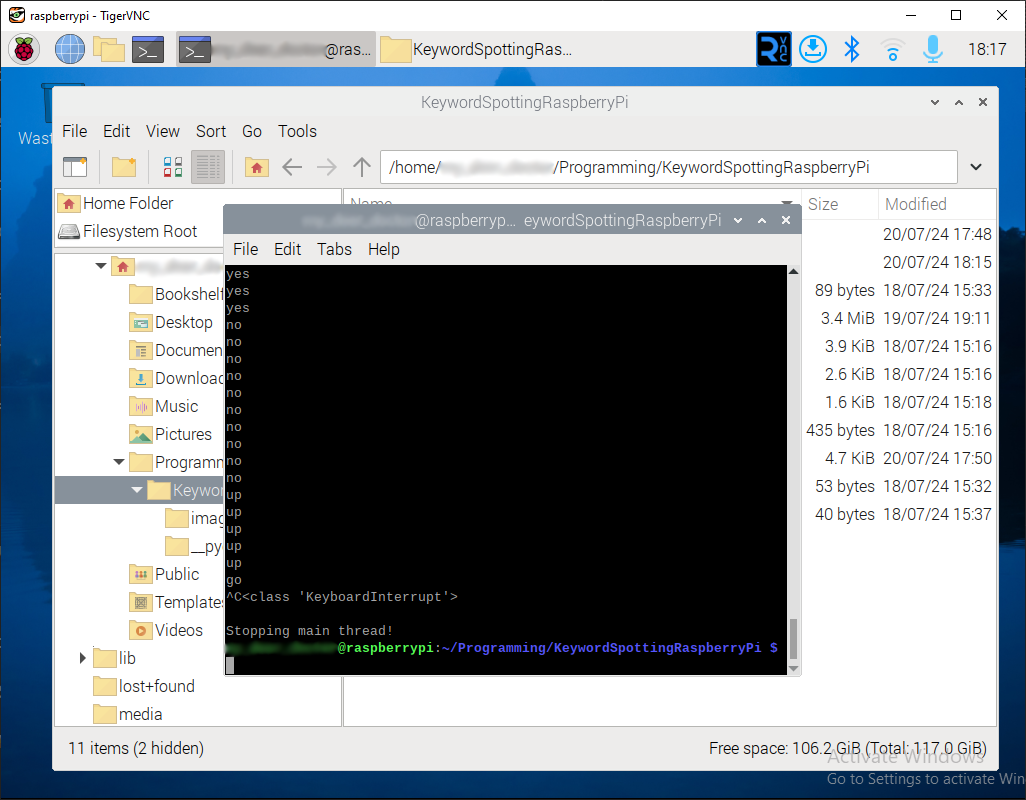 raspberrypi - TigerVNC
@ras...
KeywordSpottingRas...
18:17
Wast
KeywordSpottingRaspberryPi
File Edit View Sort Go Tools
/home/ /Programming/KeywordSpottingRaspberryPi
Home Folder
Filesystem Root
Name Size Modified
Bookshelf
Desktop
Documen
Download
Music
Pictures
Programm
Keywor
imag
__py
Public
Templates
Videos
lib
lost+found
media
20/07/24 17:48
20/07/24 18:15
89 bytes 18/07/24 15:33
3.4 MiB 19/07/24 19:11
3.9 KiB 18/07/24 15:16
2.6 KiB 18/07/24 15:16
1.6 KiB 18/07/24 15:18
435 bytes 18/07/24 15:16
4.7 KiB 20/07/24 17:50
53 bytes 18/07/24 15:32
40 bytes 18/07/24 15:37
@raspberryp... eywordSpottingRaspberryPi
File Edit Tabs Help
yes
yes
yes
no
no
no
no
no
no
no
no
no
no
up
up
up
up
up
go
^C<class 'KeyboardInterrupt'>
Stopping main thread!
@raspberrypi:~/Programming/KeywordSpottingRaspberryPi $
11 items (2 hidden)
Free space: 106.2 GiB (Total: 117.0 GiB)
Activate Windows
Go to Settings to activate Win